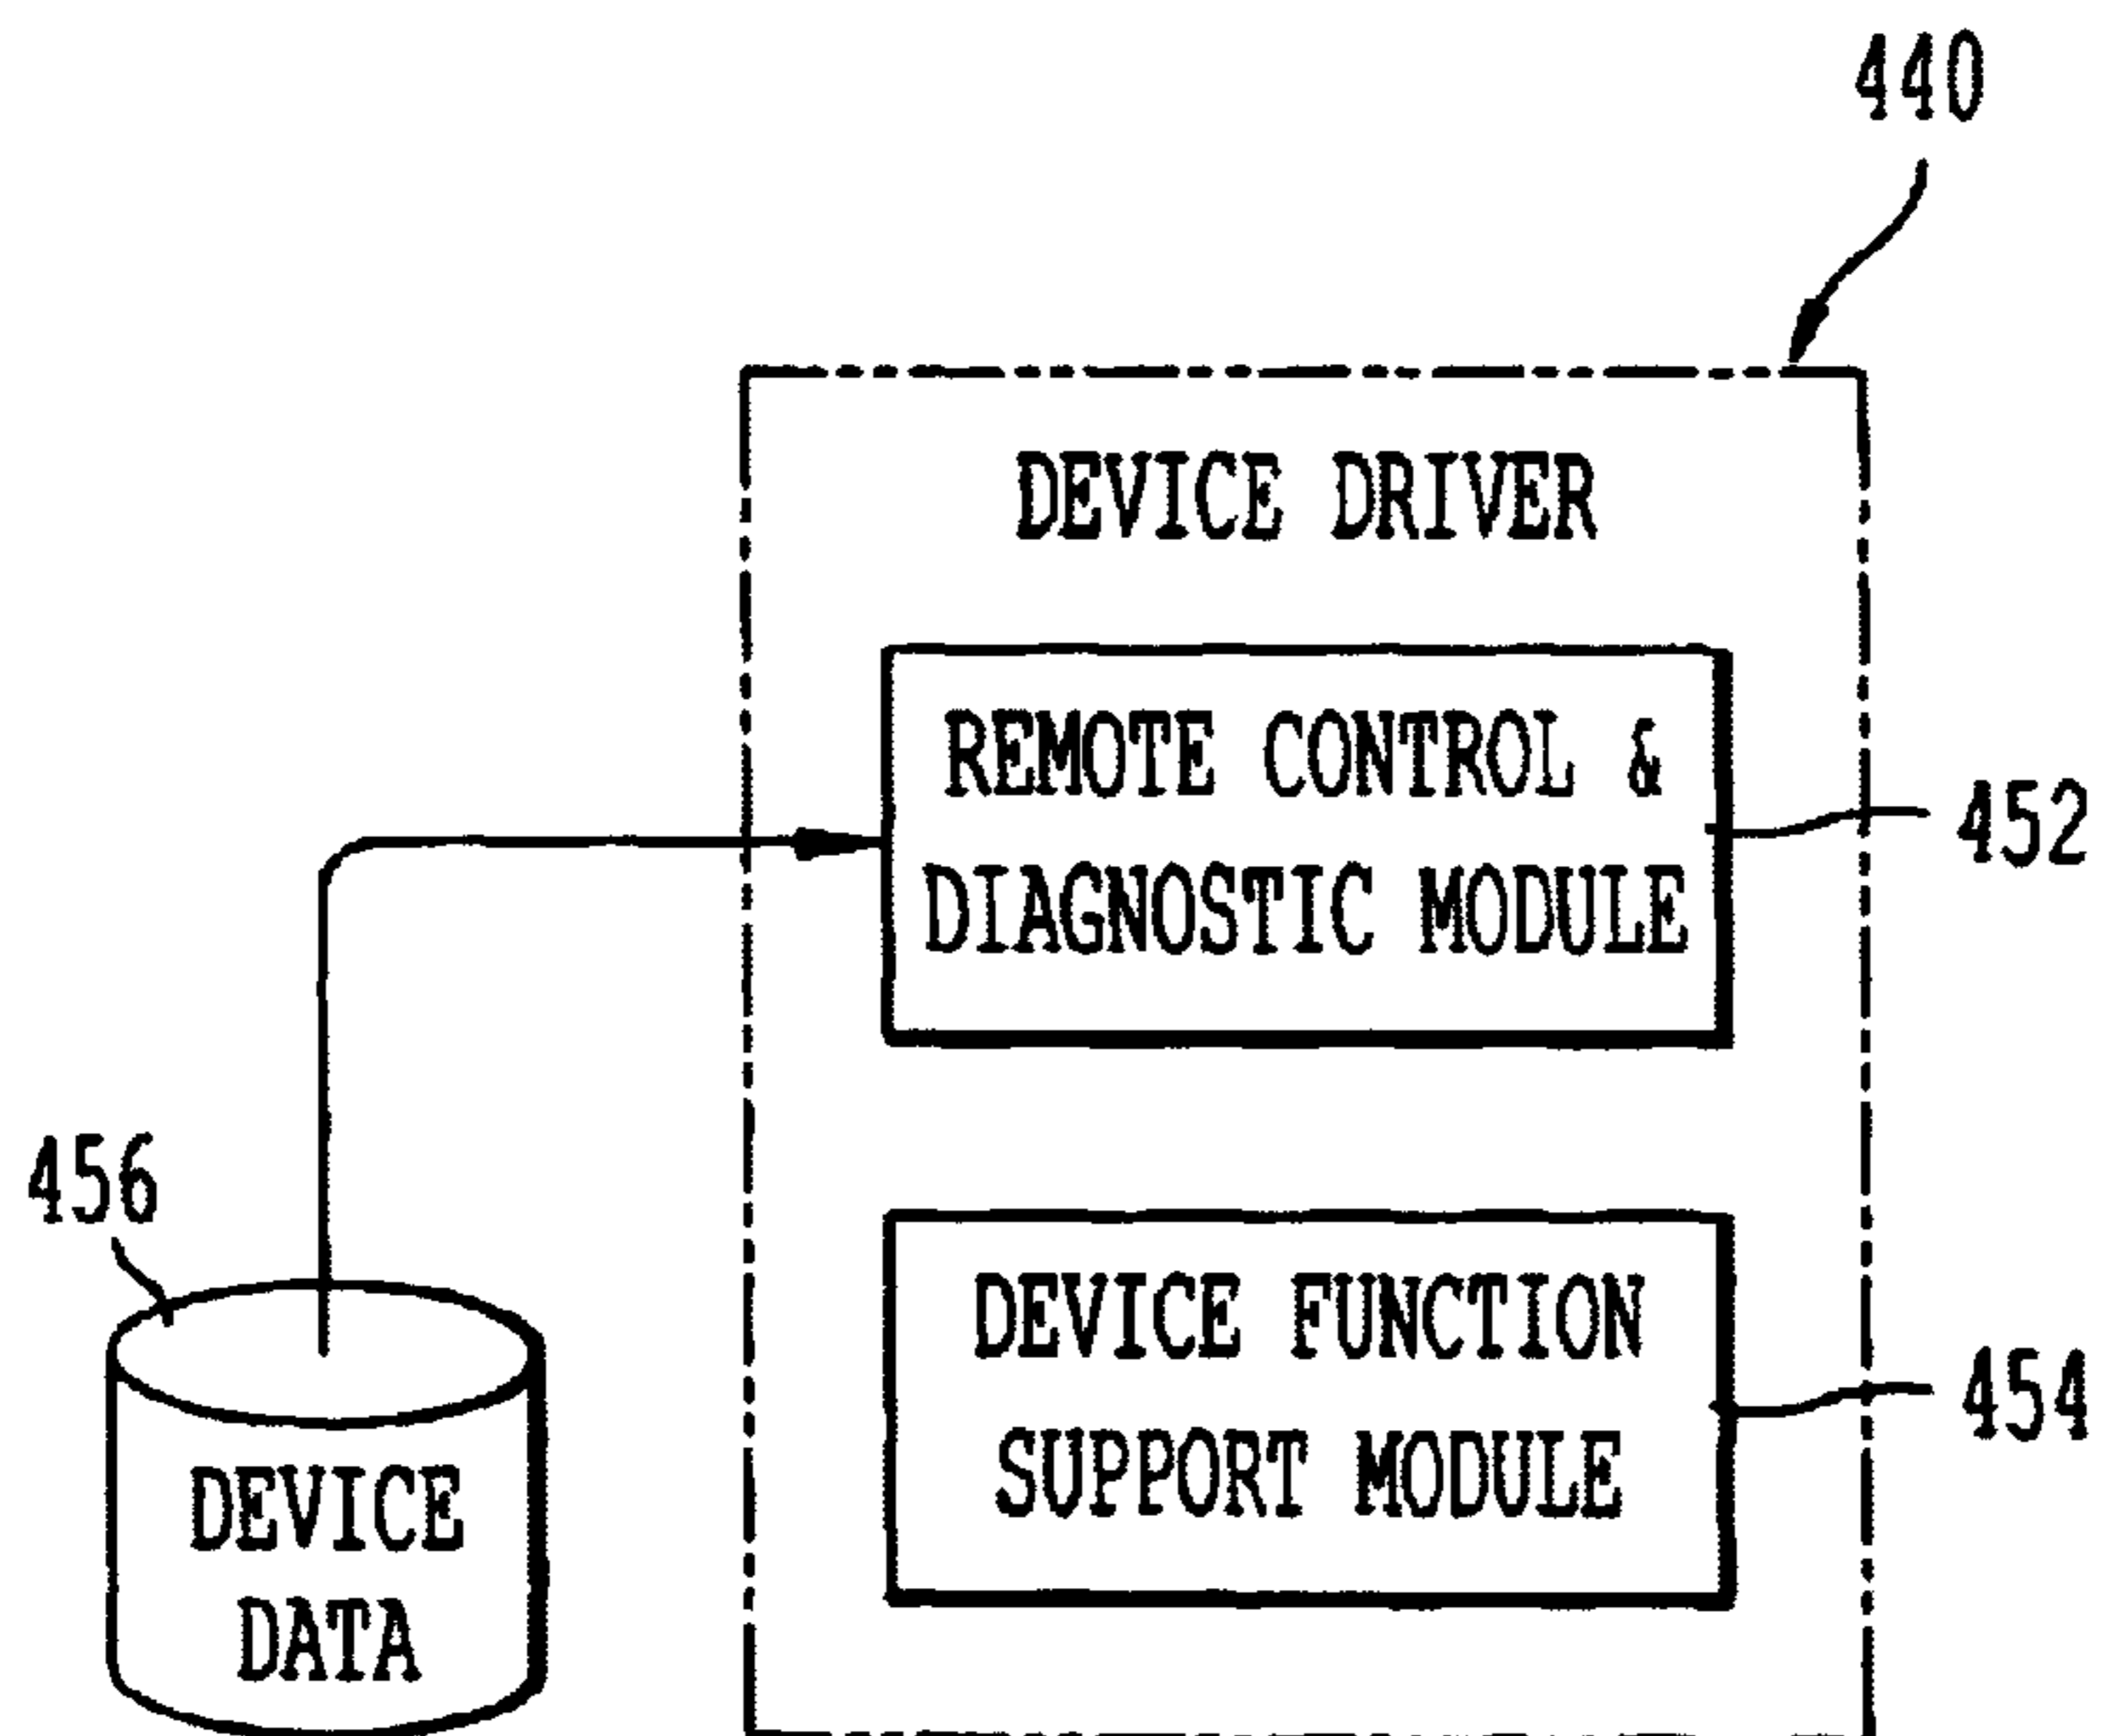 440
DEVICE DRIVER
REMOTE CONTROL &
DIAGNOSTIC MODULE
452
456
DEVICE FUNCTION
SUPPORT MODULE
454
DEVICE
DATA